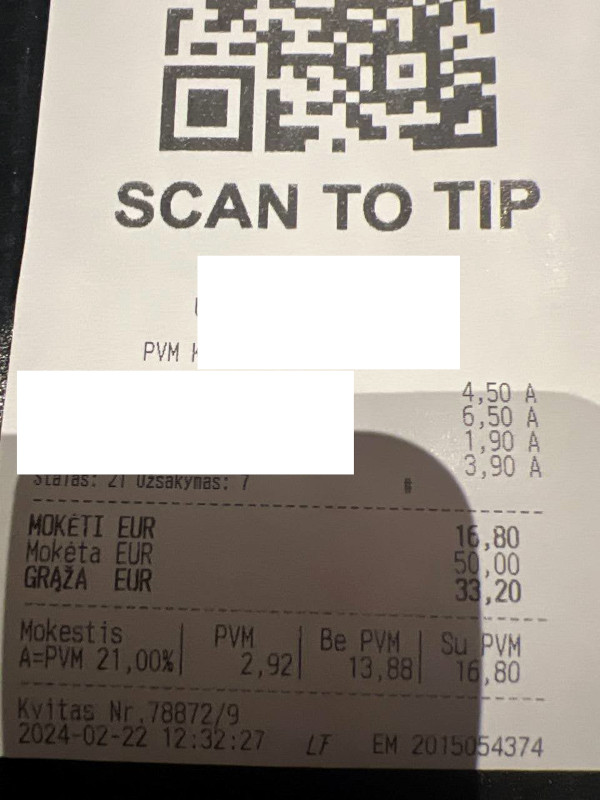 SCAN TO TIP
PVM
4,50 A
6,50 A
1,90 A
3,90 A
Stalas: 21 Užsakymas: 7 #
MOKĖTI EUR 16,80
Mokėta EUR 50,00
GRĄŽA EUR 33,20
Mokestis PVM Be PVM Su PVM
A=PVM 21,00% 2,92 13,88 16,80
Kvitas Nr.78872/9
2024-02-22 12:32:27 LF EM 2015054374